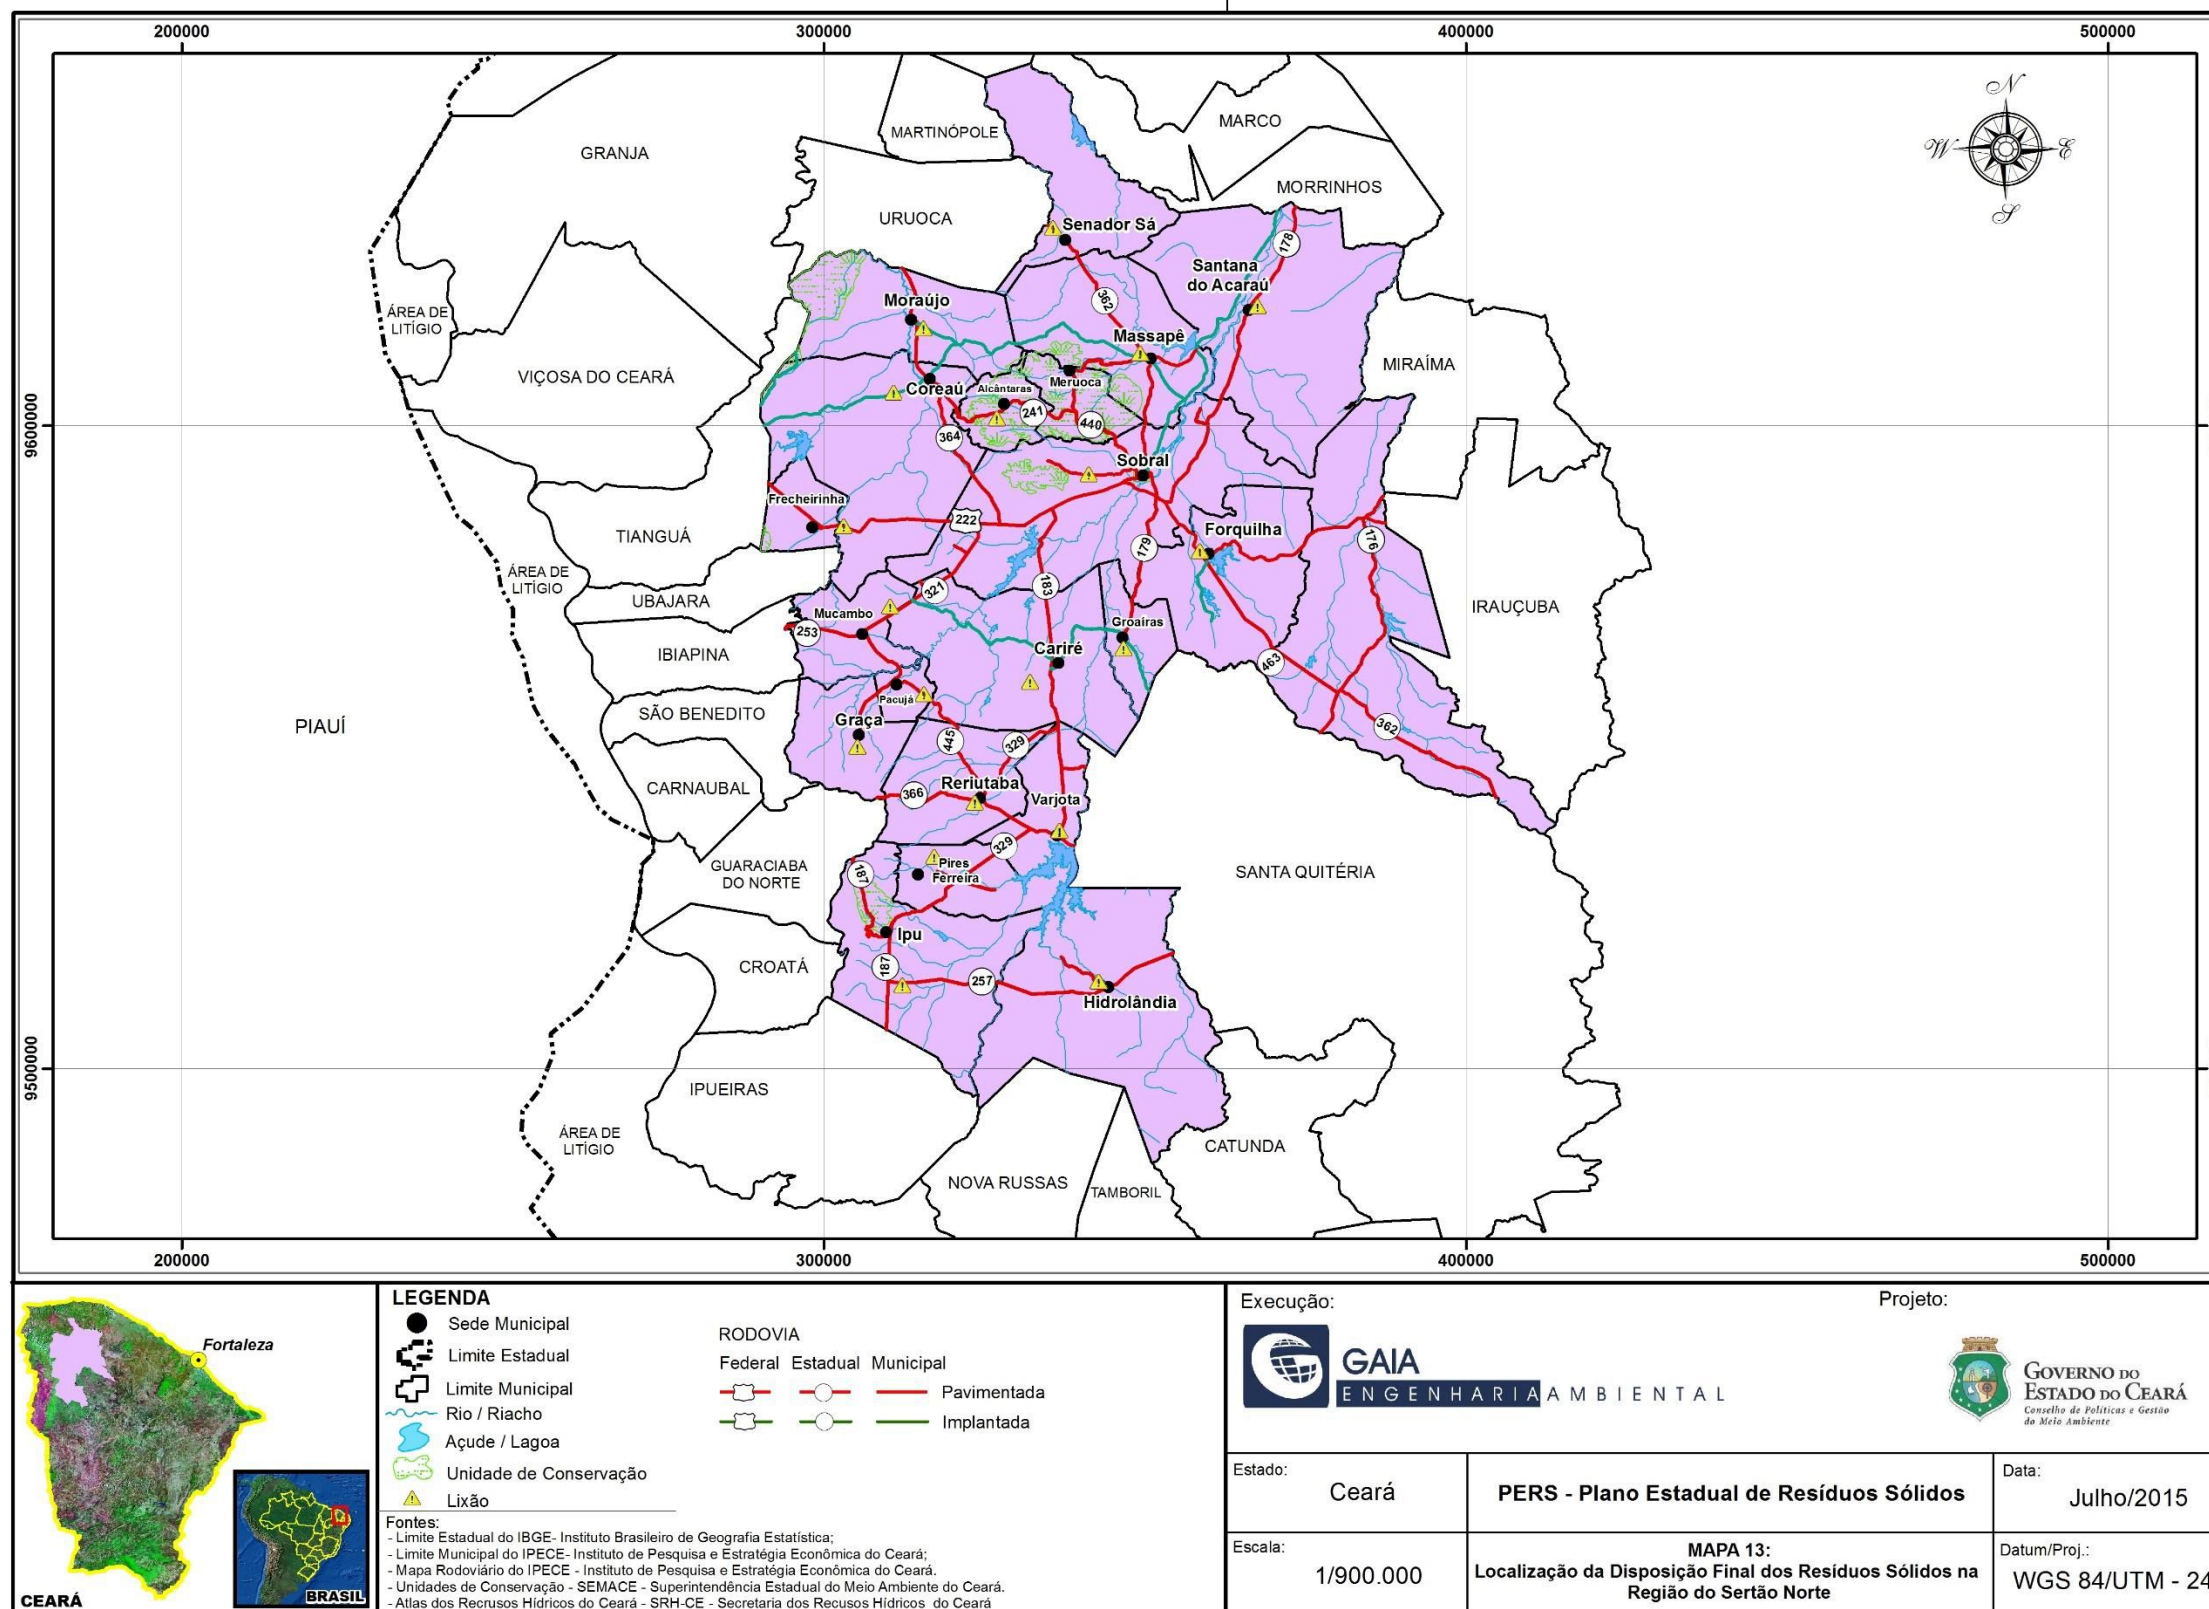 200000
300000
400000
500000
9600000
9500000
N
W
E
S
MARTINÓPOLE
MARCO
GRANJA
MORRINHOS
URUOCA
Senador Sá
178
Santana
do Acaraú
362
Moraújo
ÁREA DE
LITÍGIO
Massapê
MIRAÍMA
VIÇOSA DO CEARÁ
Coreaú
Alcântaras
Meruoca
241
440
364
Sobral
Frecheirinha
222
Forquilha
176
179
TIANGUÁ
ÁREA DE
LITÍGIO
183
321
UBAJARA
Mucambo
IRAUÇUBA
253
Groaíras
IBIAPINA
Cariré
463
Pacujá
SÃO BENEDITO
Graça
362
PIAUÍ
445
329
CARNAUBAL
366
Reriutaba
Varjota
329
Pires
Ferreira
GUARACIABA
DO NORTE
187
SANTA QUITÉRIA
Ipu
CROATÁ
187
257
Hidrolândia
IPUEIRAS
ÁREA DE
LITÍGIO
CATUNDA
NOVA RUSSAS
TAMBORIL
200000
300000
400000
500000
Fortaleza
CEARÁ
BRASIL
LEGENDA
Sede Municipal
Limite Estadual
Limite Municipal
Rio / Riacho
Açude / Lagoa
Unidade de Conservação
Lixão
RODOVIA
Federal Estadual Municipal
Pavimentada
Implantada
Fontes:
- Limite Estadual do IBGE- Instituto Brasileiro de Geografia Estatística;
- Limite Municipal do IPECE- Instituto de Pesquisa e Estratégia Econômica do Ceará;
- Mapa Rodoviário do IPECE - Instituto de Pesquisa e Estratégia Econômica do Ceará.
- Unidades de Conservação - SEMACE - Superintendência Estadual do Meio Ambiente do Ceará.
- Atlas dos Recrusos Hídricos do Ceará - SRH-CE - Secretaria dos Recusos Hídricos do Ceará
Execução:
GAIA
ENGENHARIA AMBIENTAL
Projeto:
GOVERNO DO
ESTADO DO CEARÁ
Conselho de Políticas e Gestão
do Meio Ambiente
Estado:
Ceará
PERS - Plano Estadual de Resíduos Sólidos
Data:
Julho/2015
Escala:
1/900.000
MAPA 13:
Localização da Disposição Final dos Resíduos Sólidos na
Região do Sertão Norte
Datum/Proj.:
WGS 84/UTM - 24